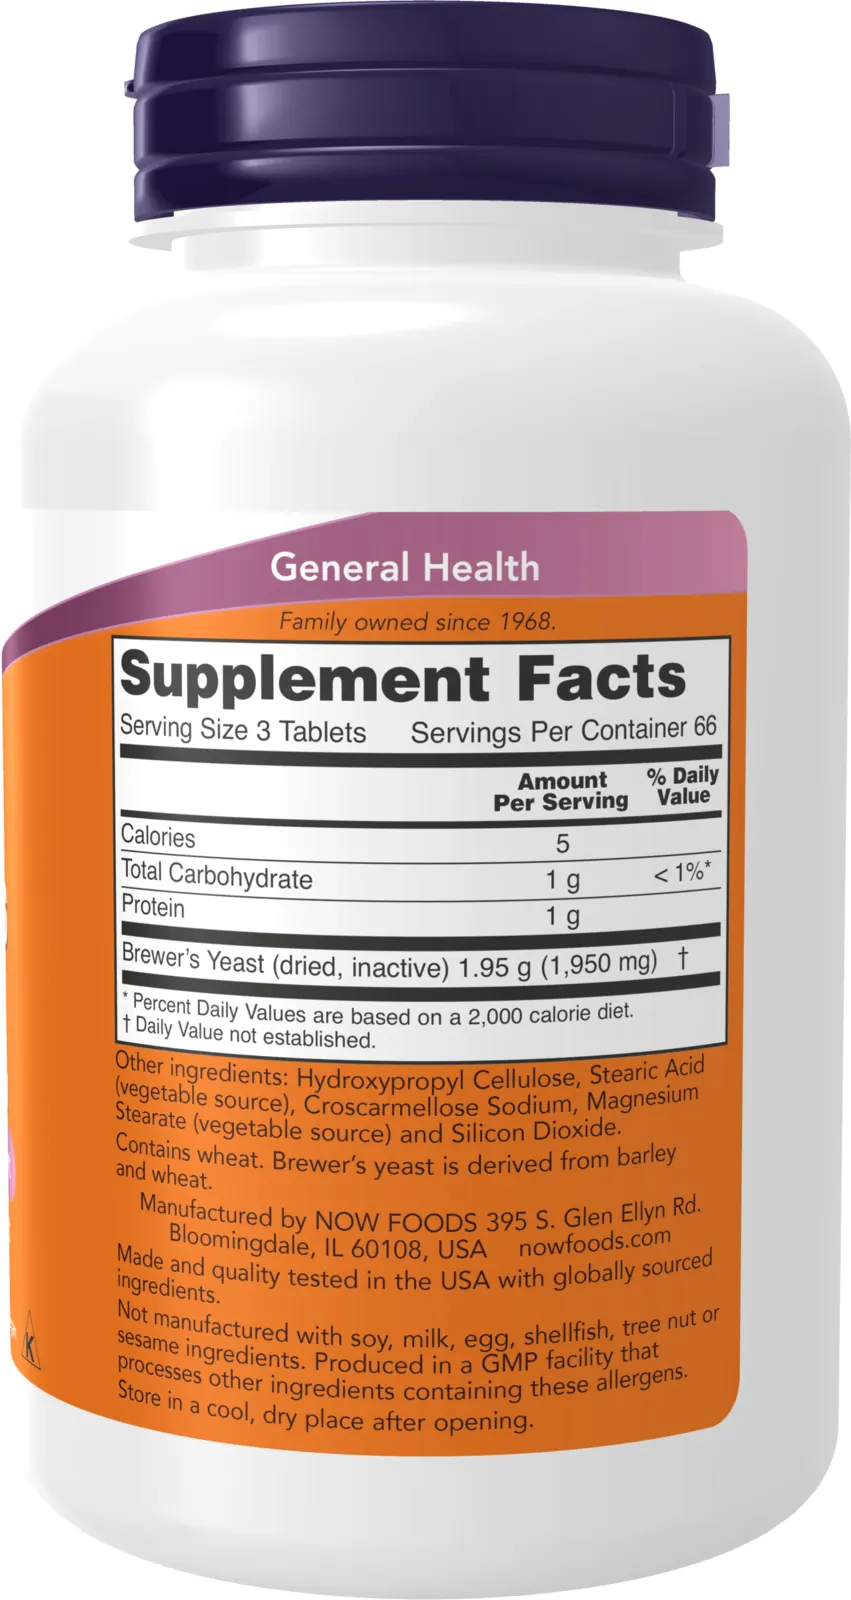 General Health
Family owned since 1968.
Supplement Facts
Serving Size 3 Tablets Servings Per Container 66
Amount Per Serving % Daily Value
Calories 5
Total Carbohydrate 1 g < 1%*
Protein 1 g
Brewer's Yeast (dried, inactive) 1.95 g (1,950 mg) †
* Percent Daily Values are based on a 2,000 calorie diet.
† Daily Value not established.
Other ingredients: Hydroxypropyl Cellulose, Stearic Acid
(vegetable source), Croscarmellose Sodium, Magnesium
Stearate (vegetable source) and Silicon Dioxide.
Contains wheat. Brewer's yeast is derived from barley
and wheat.
Manufactured by NOW FOODS 395 S. Glen Ellyn Rd.
Bloomingdale, IL 60108, USA nowfoods.com
Made and quality tested in the USA with globally sourced
ingredients.
Not manufactured with soy, milk, egg, shellfish, tree nut or
sesame ingredients. Produced in a GMP facility that
processes other ingredients containing these allergens.
Store in a cool, dry place after opening.
K